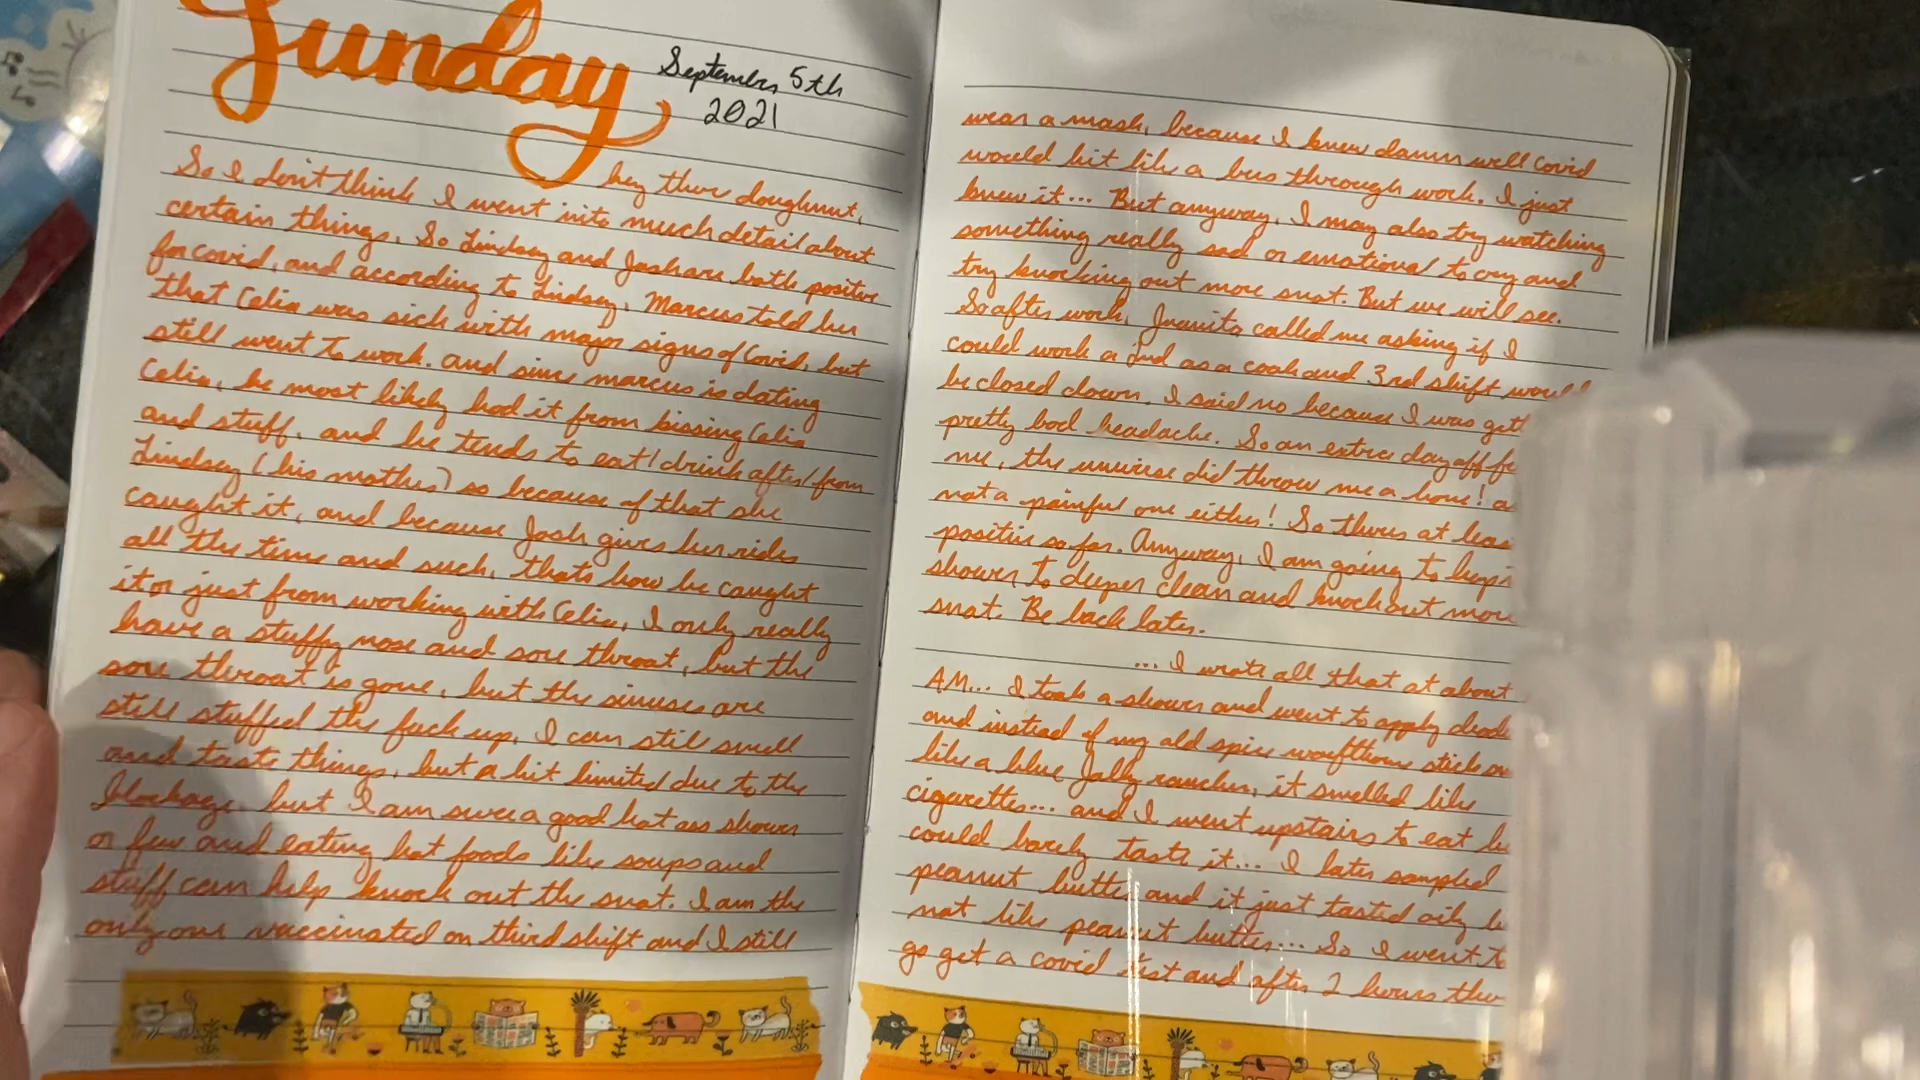 Sunday
September 5th
2021
hey there doughnut,
So I don't think I went into much detail about
certain things. So Lindsey and Josh are both positive
for covid, and according to Lindsey, Marcus told her
that Celia was sick with major signs of Covid, but
still went to work. and since marcus is dating
Celia, he most likely had it from kissing Celia
and stuff. and he tends to eat/drink after/from
Lindsey (his mother) so because of that she
caught it, and because Josh gives her rides
all the time and such, thats how he caught
it or just from working with Celia, I only really
have a stuffy nose and sore throat, but the
sore throat is gone, but the sinuses are
still stuffed the fuck up. I can still smell
and taste things, but a bit limited due to the
blockage, but I am sure a good hot ass shower
or few and eating hot foods like soups and
stuff can help knock out the snot. I am the
only one vaccinated on third shift and I still
wear a mask, because I knew damn well Covid
would hit like a bus through work. I just
knew it... But anyway, I may also try watching
something really sad or emotional to cry and
try knocking out more snot. But we will see.
So after work, Juanita called me asking if I
could work a 2nd as a cook and 3rd shift would
be closed down. I said no because I was
pretty bad headache. So an extra day off
me, the universe did throw me a bone!
not a painful one either! So theres at
positive so far. Anyway, I am going to
shower to deeper clean and knock out more
snot. Be back later.
... I wrote all that at about
AM... I took a shower and went to apply
and instead of my old spice wolfthorn stick
like a blue Jolly rancher, it smelled like
cigarettes... and I went upstairs to eat
could barely taste it... I later sampled
peanut butter and it just tasted oily
not like peanut butter... So I went to
go get a covid test and after 2 hours